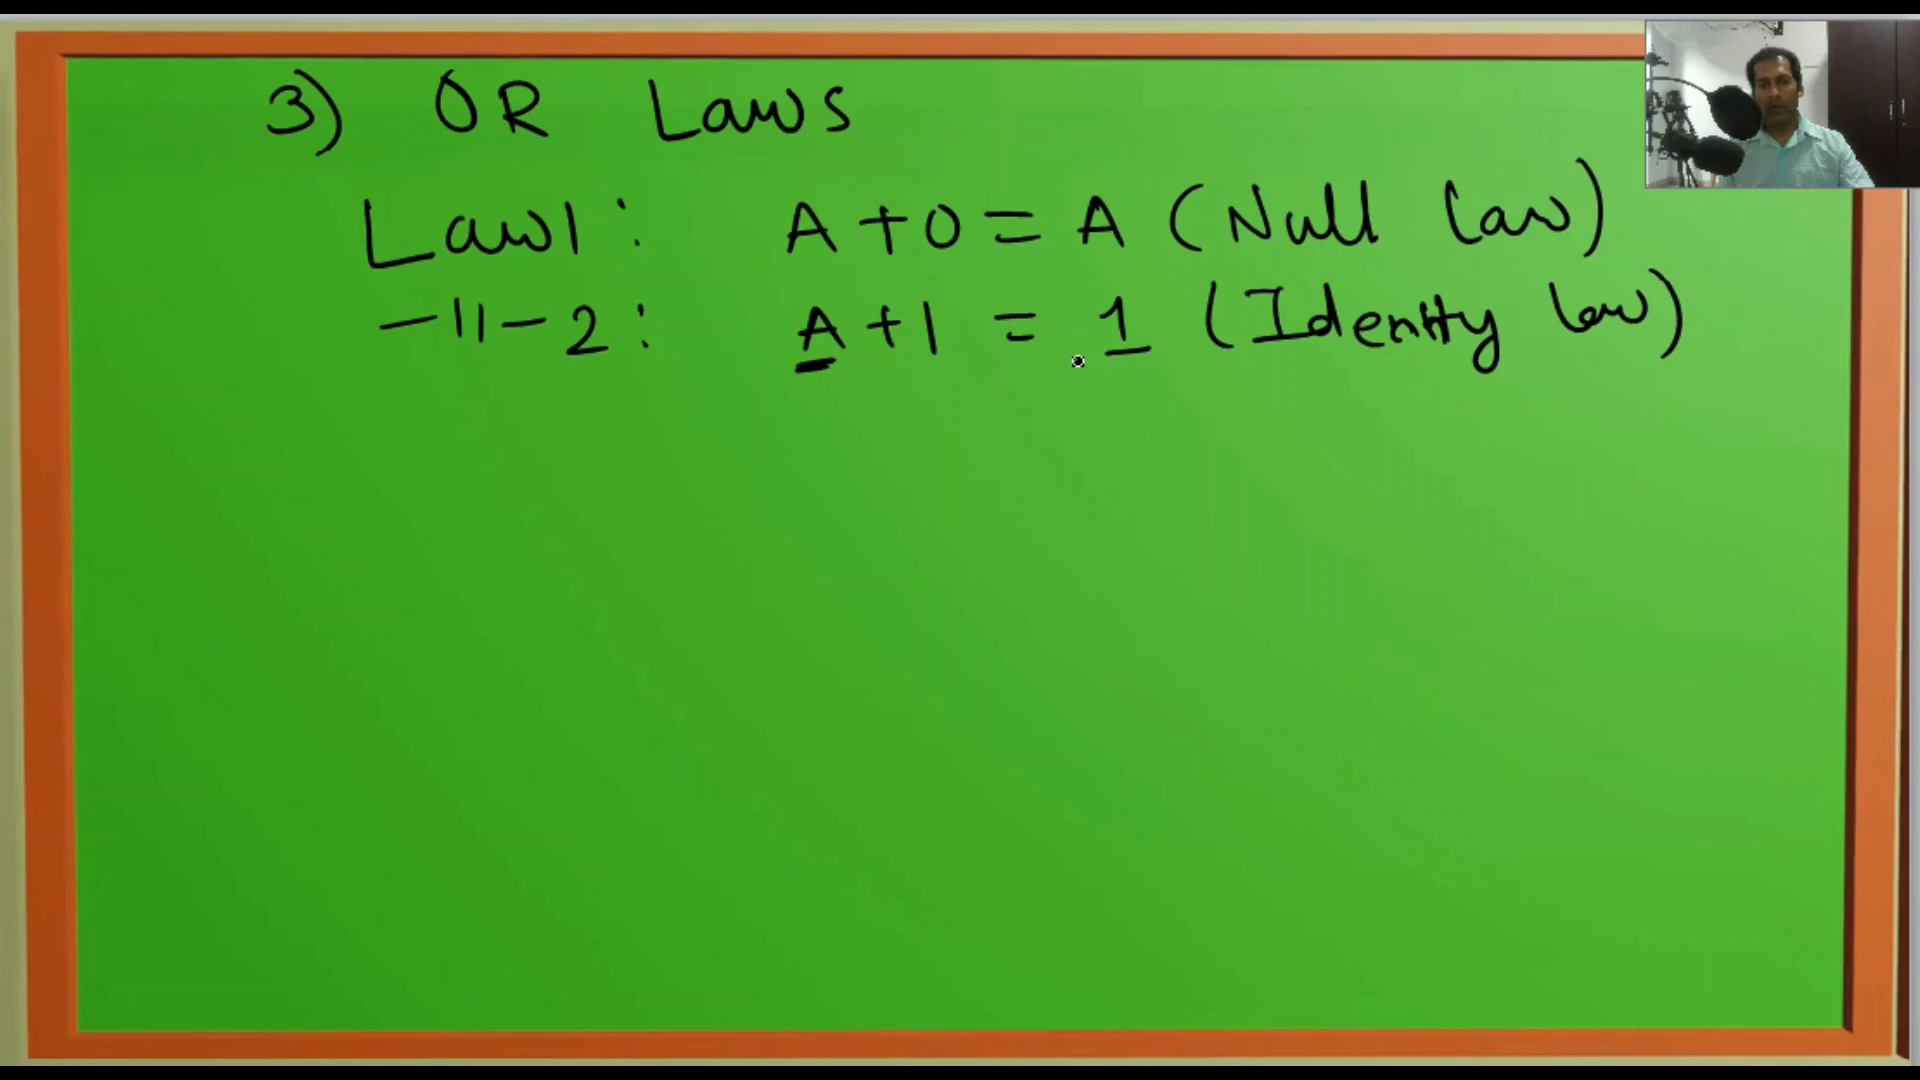 3) OR Laws
Law1: A + 0 = A (Null law)
-11-2: A + 1 = 1 (Identity law)